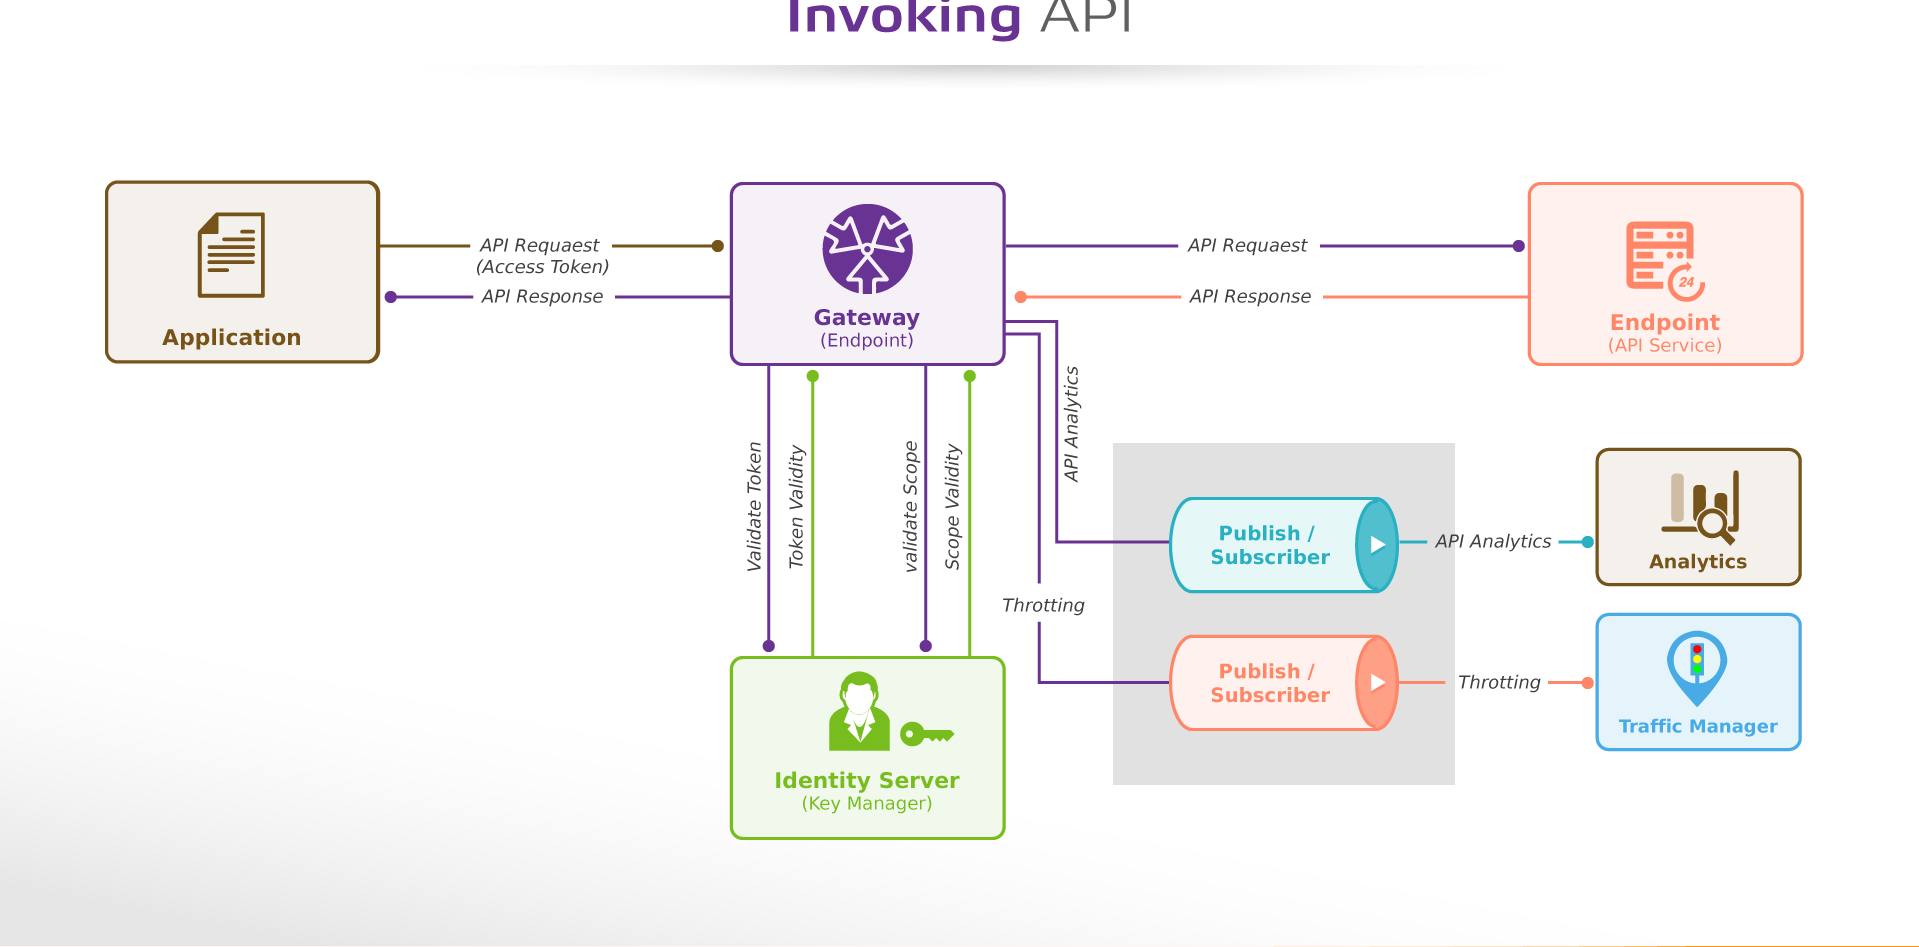 Invoking API
API Requaest
(Access Token)
API Response
Application
Gateway
(Endpoint)
API Requaest
API Response
24
Endpoint
(API Service)
Validate Token
Token Validity
validate Scope
Scope Validity
API Analytics
Throtting
Publish /
Subscriber
API Analytics
Analytics
Publish /
Subscriber
Throtting
Traffic Manager
Identity Server
(Key Manager)